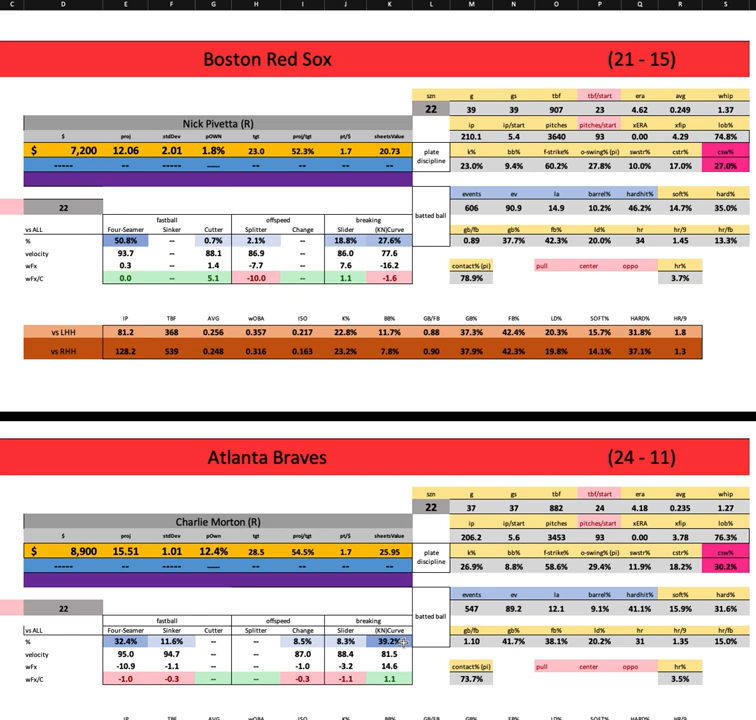 C D E F G H I J K L M N O P Q R S
Boston Red Sox (21 - 15)
szn g gs tbf tbf/start era avg whip
22 39 39 907 23 4.62 0.249 1.37
Nick Pivetta (R) ip ip/start pitches pitches/start xERA xfip lob%
$ proj stdDev pOWN tgt proj/tgt pt/$ sheetsValue 210.1 5.4 3640 93 0.00 4.29 74.8%
$ 7,200 12.06 2.01 1.8% 23.0 52.3% 1.7 20.73 plate discipline k% bb% f-strike% o-swing% (pi) swstr% cstr% csw%
----- -- -- ---- -- -- -- -- 23.0% 9.4% 60.2% 27.8% 10.0% 17.0% 27.0%
events ev la barrel% hardhit% soft% hard%
22 606 90.9 14.9 10.2% 46.2% 14.7% 35.0%
fastball offspeed breaking batted ball
vs ALL Four-Seamer Sinker Cutter Splitter Change Slider (KN)Curve gb/fb gb% fb% ld% hr hr/9 hr/fb
% 50.8% -- 0.7% 2.1% -- 18.8% 27.6% 0.89 37.7% 42.3% 20.0% 34 1.45 13.3%
velocity 93.7 -- 88.1 86.9 -- 86.0 77.6
wFx 0.3 -- 1.4 -7.7 -- 7.6 -16.2 contact% (pi) pull center oppo hr%
wFx/C 0.0 -- 5.1 -10.0 -- 1.1 -1.6 78.9% 3.7%
IP TBF AVG wOBA ISO K% BB% GB/FB GB% FB% LD% SOFT% HARD% HR/9
vs LHH 81.2 368 0.256 0.357 0.217 22.8% 11.7% 0.88 37.3% 42.4% 20.3% 15.7% 31.8% 1.8
vs RHH 128.2 539 0.248 0.316 0.163 23.2% 7.8% 0.90 37.9% 42.3% 19.8% 14.1% 37.1% 1.3
Atlanta Braves (24 - 11)
szn g gs tbf tbf/start era avg whip
22 37 37 882 24 4.18 0.235 1.27
Charlie Morton (R) ip ip/start pitches pitches/start xERA xfip lob%
$ proj stdDev pOwn tgt proj/tgt pt/$ sheetsValue 206.2 5.6 3453 93 0.00 3.78 76.3%
$ 8,900 15.51 1.01 12.4% 28.5 54.5% 1.7 25.95 plate discipline k% bb% f-strike% o-swing% (pi) swstr% cstr% csw%
----- -- -- ---- -- -- -- -- 26.9% 8.8% 58.6% 29.4% 11.9% 18.2% 30.2%
events ev la barrel% hardhit% soft% hard%
22 547 89.2 12.1 9.1% 41.1% 15.9% 31.6%
fastball offspeed breaking batted ball
vs ALL Four-Seamer Sinker Cutter Splitter Change Slider (KN)Curve gb/fb gb% fb% ld% hr hr/9 hr/fb
% 32.4% 11.6% -- -- 8.5% 8.3% 39.2% 1.10 41.7% 38.1% 20.2% 31 1.35 15.0%
velocity 95.0 94.7 -- -- 87.0 88.4 81.5
wFx -10.9 -1.1 -- -- -1.0 -3.2 14.6 contact% (pi) pull center oppo hr%
wFx/C -1.0 -0.3 -- -- -0.3 -1.1 1.1 73.7% 3.5%
IP TBF AVG wOBA ISO K% BB% GB/FB GB% FB% LD% SOFT% HARD% HR/9